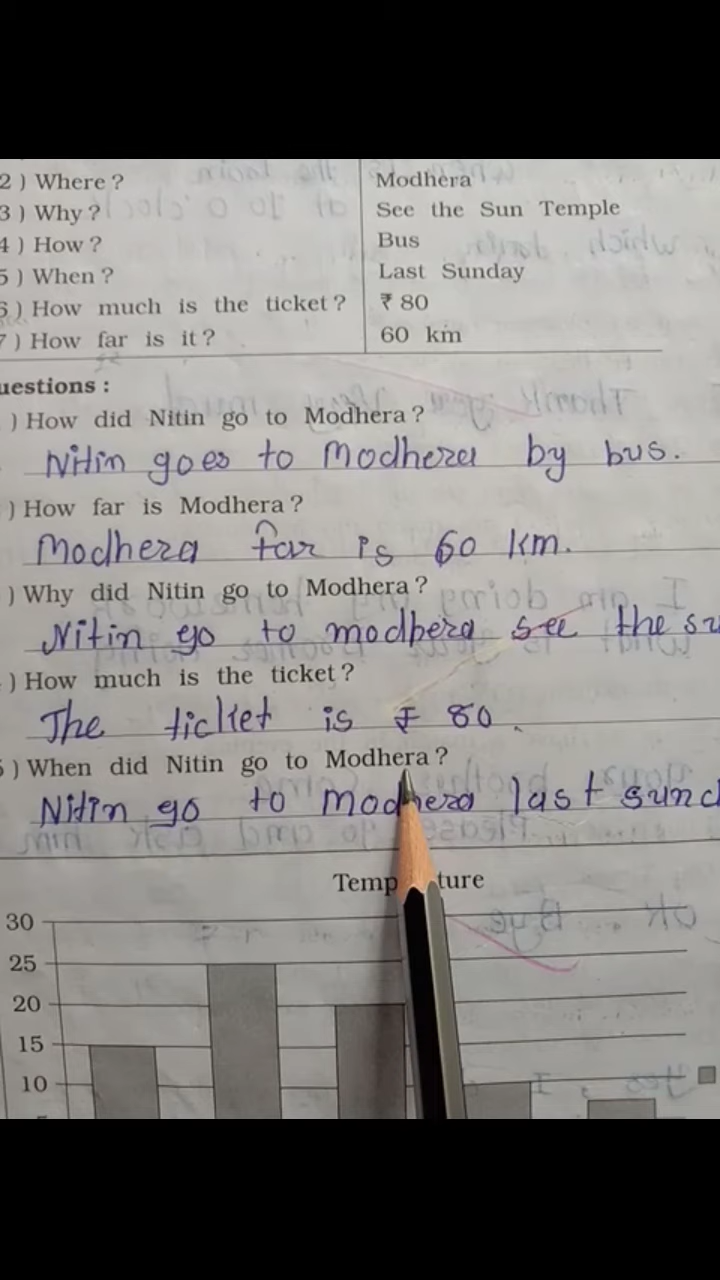 2 ) Where ? Modhera
3 ) Why ? See the Sun Temple
4 ) How ? Bus
5 ) When ? Last Sunday
6 ) How much is the ticket ? ₹ 80
7 ) How far is it ? 60 km
uestions :
) How did Nitin go to Modhera ?
Nitin goes to Modhera by bus.
) How far is Modhera ?
Modhera far is 60 km.
) Why did Nitin go to Modhera ?
Nitin go to modhera see the su
) How much is the ticket ?
The ticket is ₹ 80 .
5 ) When did Nitin go to Modhera ?
Nitin go to Modhera last sund
Temp ture
30
25
20
15
10